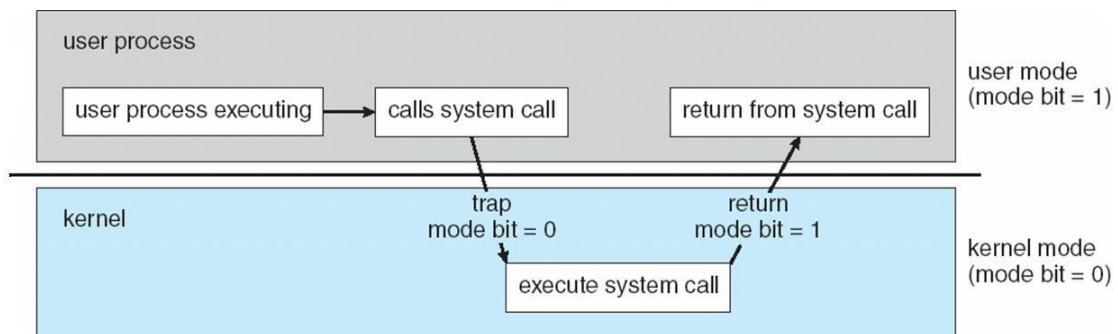 user process
user process executing
calls system call
return from system call
user mode
(mode bit = 1)
kernel
trap
mode bit = 0
return
mode bit = 1
execute system call
kernel mode
(mode bit = 0)